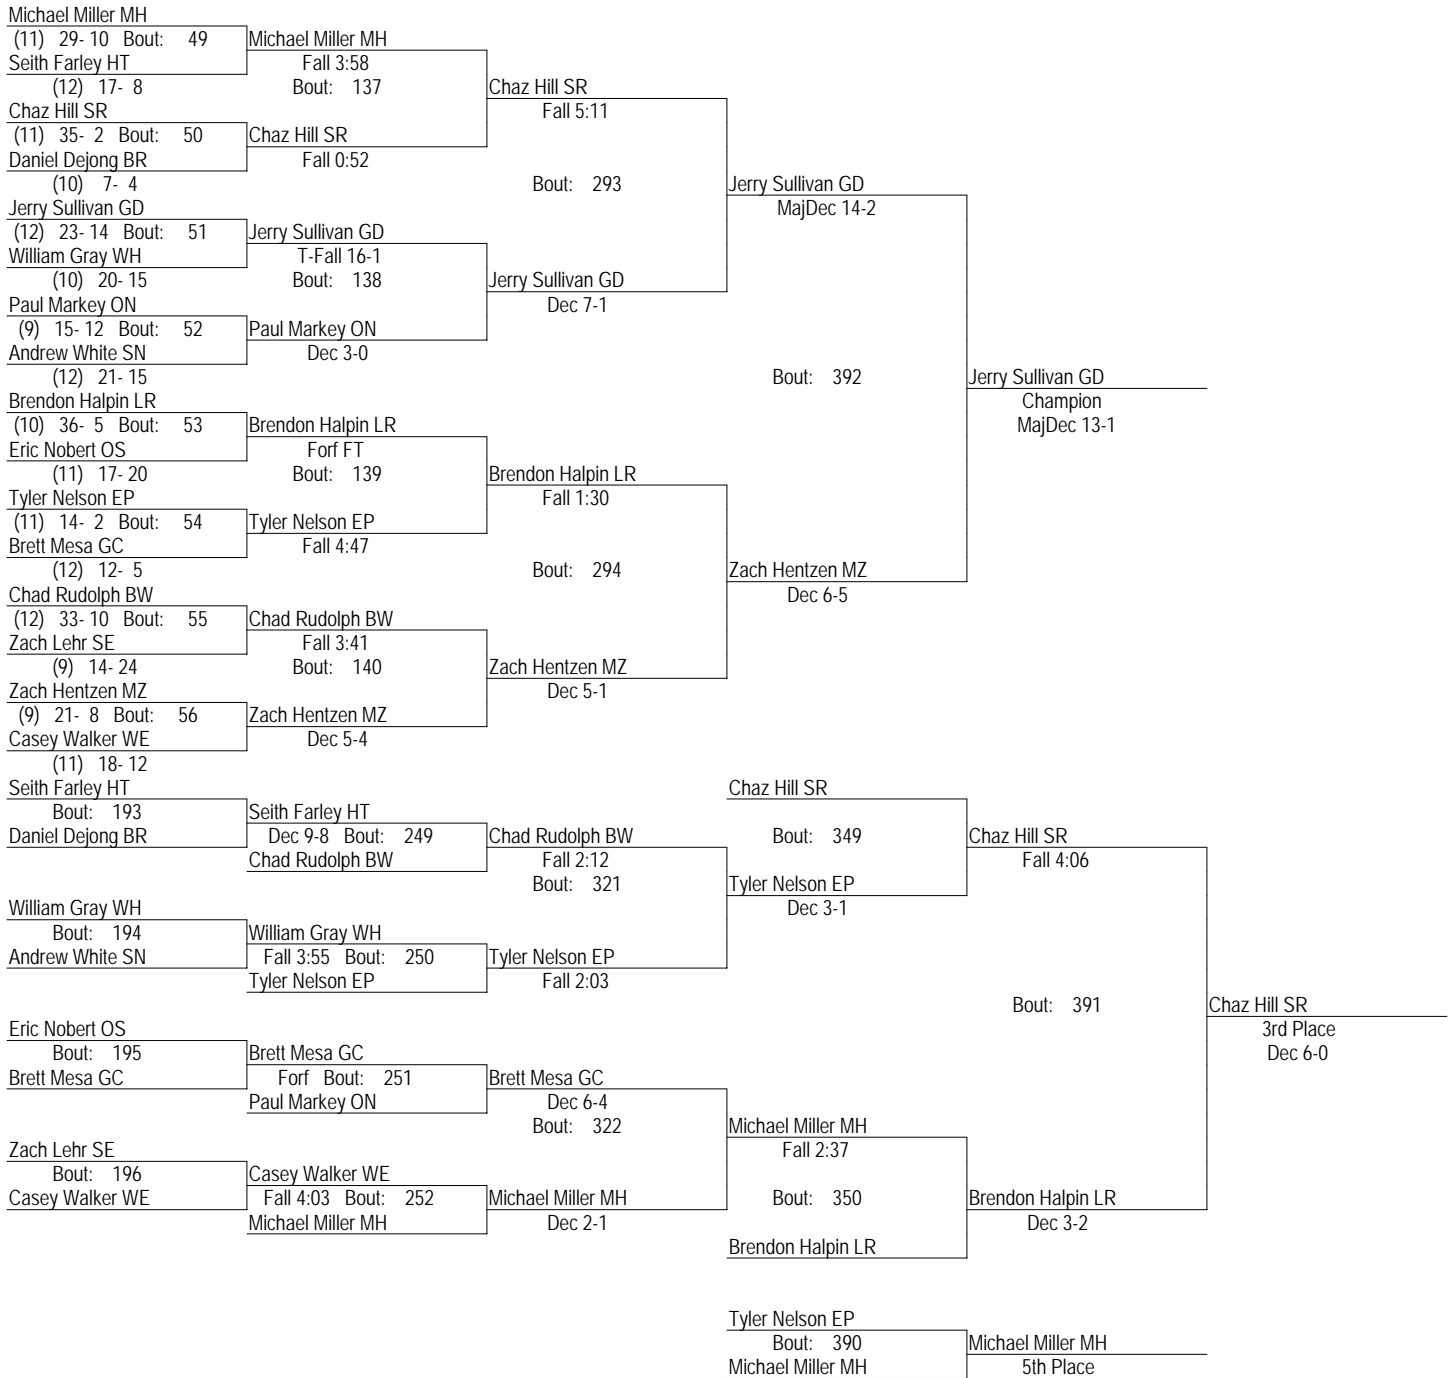 Michael Miller MH
(11) 29- 10 Bout: 49 Michael Miller MH
Seith Farley HT Fall 3:58
(12) 17- 8 Bout: 137 Chaz Hill SR
Chaz Hill SR Fall 5:11
(11) 35- 2 Bout: 50 Chaz Hill SR
Daniel Dejong BR Fall 0:52
(10) 7- 4 Bout: 293 Jerry Sullivan GD
Jerry Sullivan GD MajDec 14-2
(12) 23- 14 Bout: 51 Jerry Sullivan GD
William Gray WH T-Fall 16-1
(10) 20- 15 Bout: 138 Jerry Sullivan GD
Paul Markey ON Dec 7-1
(9) 15- 12 Bout: 52 Paul Markey ON
Andrew White SN Dec 3-0
(12) 21- 15 Bout: 392 Jerry Sullivan GD
Brendon Halpin LR Champion
(10) 36- 5 Bout: 53 Brendon Halpin LR MajDec 13-1
Eric Nobert OS Forf FT
(11) 17- 20 Bout: 139 Brendon Halpin LR
Tyler Nelson EP Fall 1:30
(11) 14- 2 Bout: 54 Tyler Nelson EP
Brett Mesa GC Fall 4:47
(12) 12- 5 Bout: 294 Zach Hentzen MZ
Chad Rudolph BW Dec 6-5
(12) 33- 10 Bout: 55 Chad Rudolph BW
Zach Lehr SE Fall 3:41
(9) 14- 24 Bout: 140 Zach Hentzen MZ
Zach Hentzen MZ Dec 5-1
(9) 21- 8 Bout: 56 Zach Hentzen MZ
Casey Walker WE Dec 5-4
(11) 18- 12
Seith Farley HT Chaz Hill SR
Bout: 193 Seith Farley HT
Daniel Dejong BR Dec 9-8 Bout: 249 Chad Rudolph BW Bout: 349 Chaz Hill SR
Chad Rudolph BW Fall 2:12 Fall 4:06
Bout: 321 Tyler Nelson EP
William Gray WH Dec 3-1
Bout: 194 William Gray WH
Andrew White SN Fall 3:55 Bout: 250 Tyler Nelson EP
Tyler Nelson EP Fall 2:03
Bout: 391 Chaz Hill SR
Eric Nobert OS 3rd Place
Bout: 195 Brett Mesa GC Dec 6-0
Brett Mesa GC Forf Bout: 251 Brett Mesa GC
Paul Markey ON Dec 6-4
Bout: 322 Michael Miller MH
Zach Lehr SE Fall 2:37
Bout: 196 Casey Walker WE
Casey Walker WE Fall 4:03 Bout: 252 Michael Miller MH Bout: 350 Brendon Halpin LR
Michael Miller MH Dec 2-1 Dec 3-2
Brendon Halpin LR
Tyler Nelson EP
Bout: 390 Michael Miller MH
Michael Miller MH 5th Place